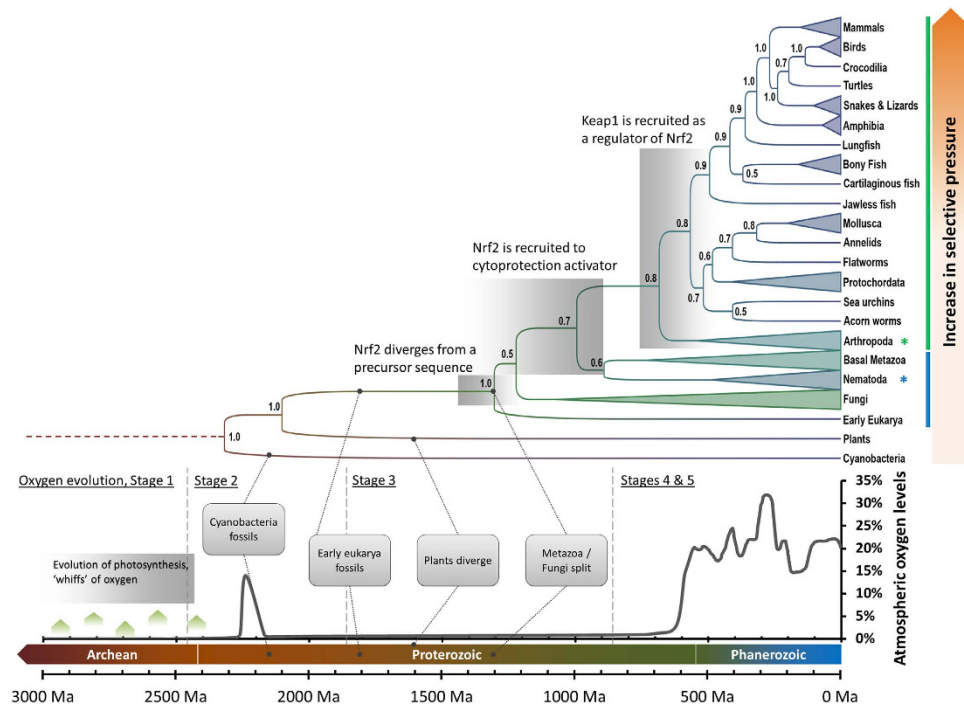 Mammals
Birds
Crocodilia
Turtles
Snakes & Lizards
Amphibia
Lungfish
Bony Fish
Cartilaginous fish
Jawless fish
Mollusca
Annelids
Flatworms
Protochordata
Sea urchins
Acorn worms
Arthropoda *
Basal Metazoa
Nematoda *
Fungi
Early Eukarya
Plants
Cyanobacteria
Increase in selective pressure
Keap1 is recruited as
a regulator of Nrf2
Nrf2 is recruited to
cytoprotection activator
Nrf2 diverges from a
precursor sequence
1.0
1.0
0.7
1.0
1.0
0.9
0.9
0.5
0.9
0.8
0.8
0.7
0.6
0.7
0.5
0.8
0.7
0.6
0.5
1.0
1.0
1.0
Oxygen evolution, Stage 1
Stage 2
Stage 3
Stages 4 & 5
Cyanobacteria
fossils
Early eukarya
fossils
Plants diverge
Metazoa /
Fungi split
Evolution of photosynthesis,
'whiffs' of oxygen
35%
30%
25%
20%
15%
10%
5%
0%
Atmospheric oxygen levels
Archean
Proterozoic
Phanerozoic
3000 Ma
2500 Ma
2000 Ma
1500 Ma
1000 Ma
500 Ma
0 Ma